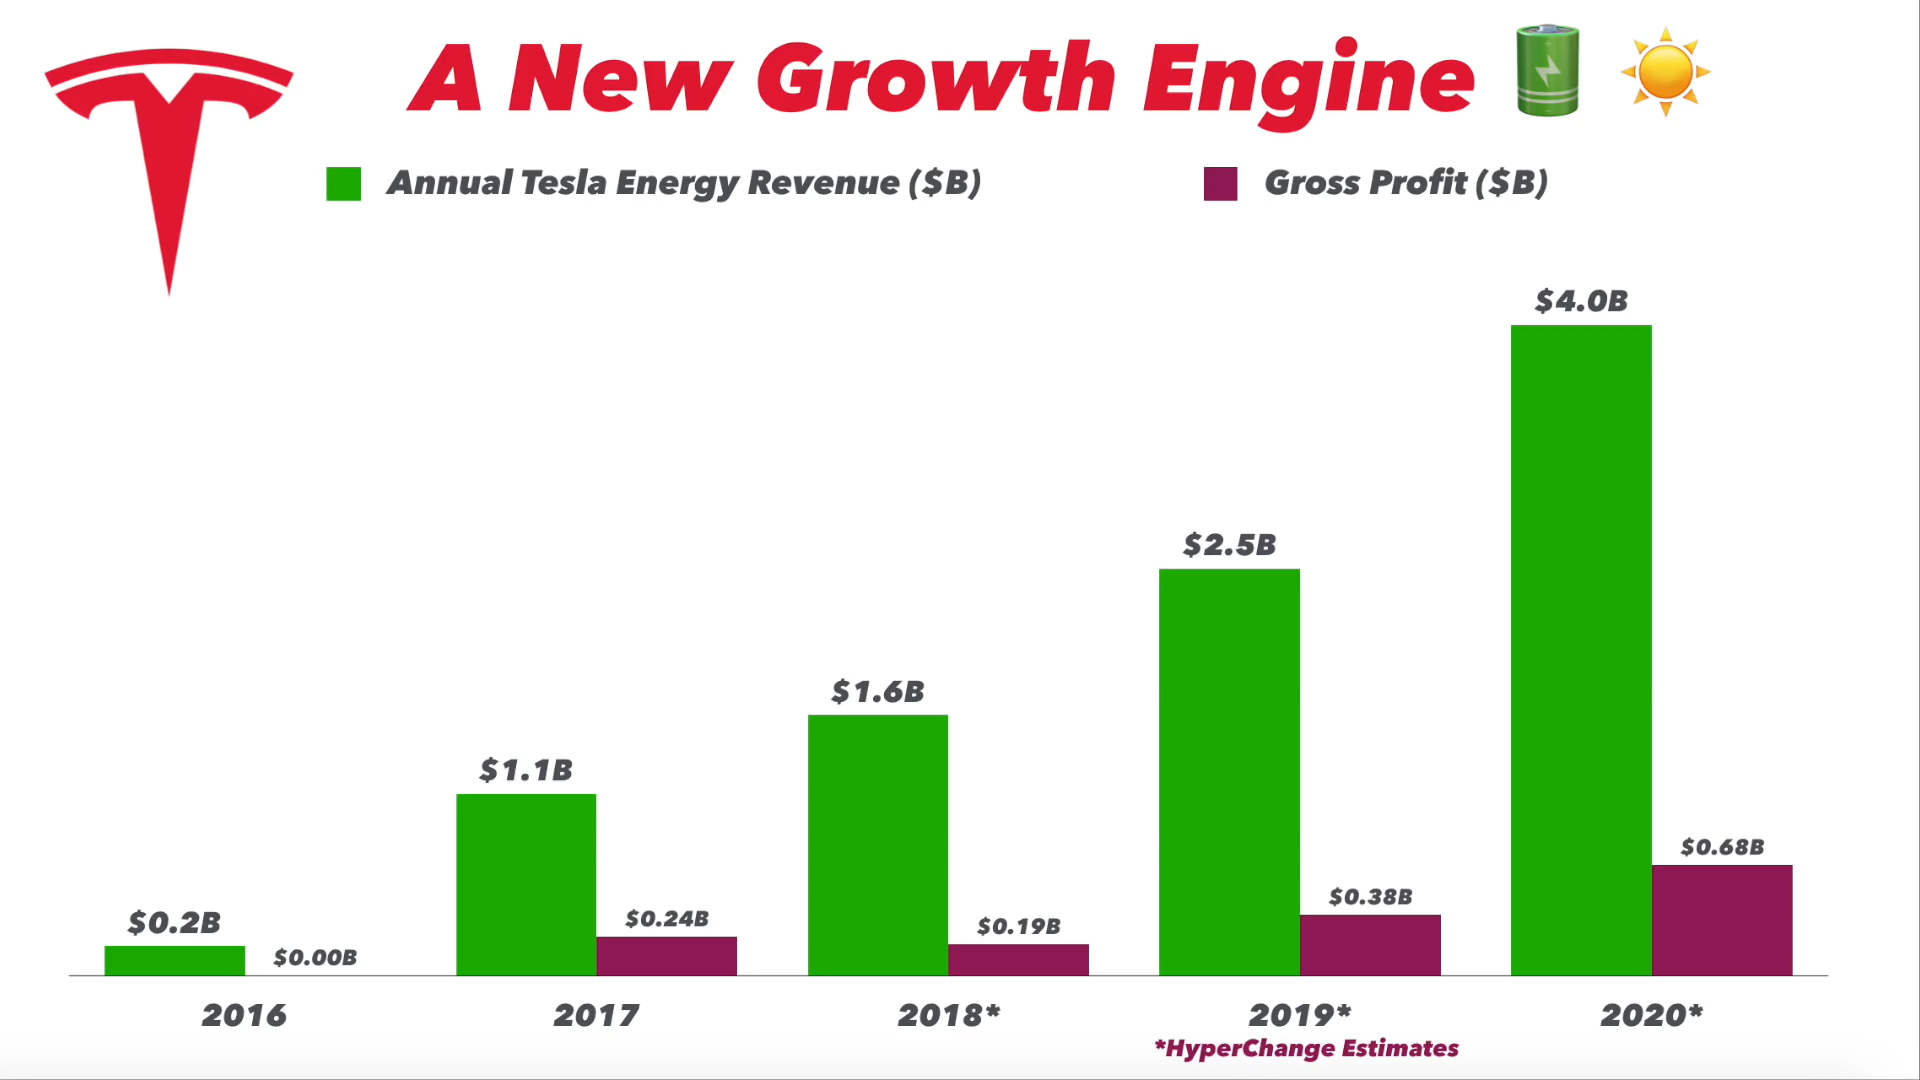 A New Growth Engine
Annual Tesla Energy Revenue ($B)
Gross Profit ($B)
$4.0B
$2.5B
$1.6B
$1.1B
$0.68B
$0.38B
$0.2B
$0.24B
$0.19B
$0.00B
2016
2017
2018*
2019*
2020*
*HyperChange Estimates